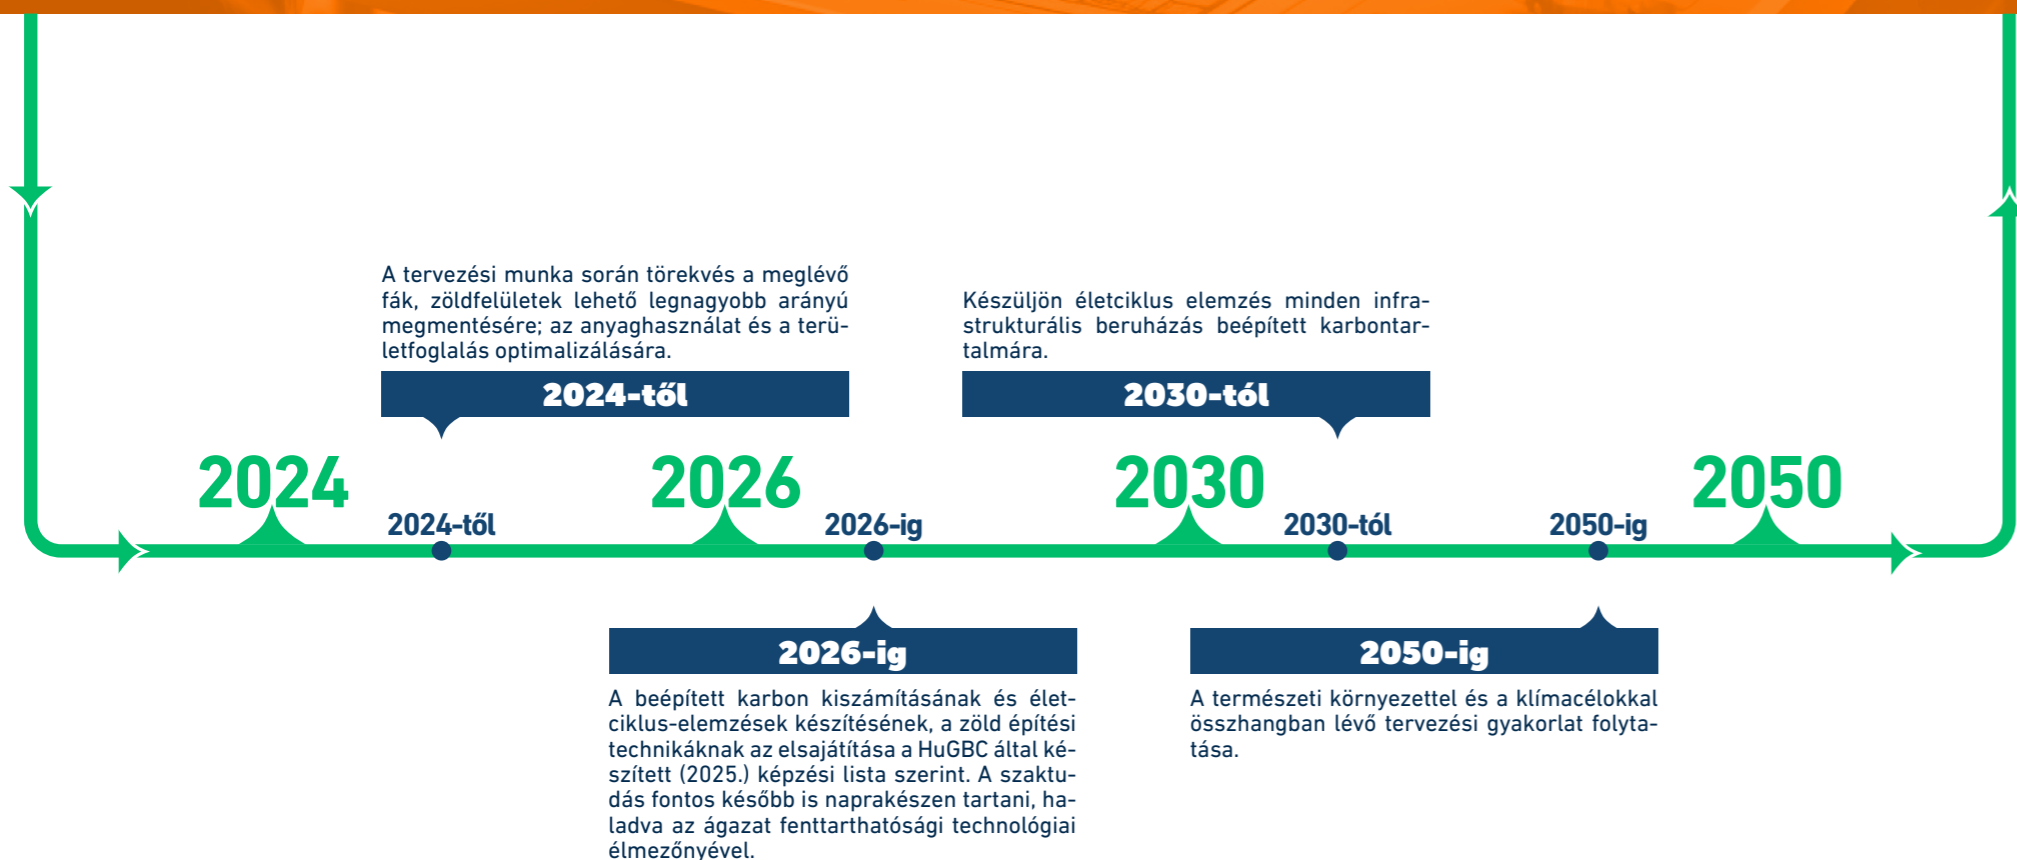 A tervezési munka során törekvés a meglévő
fák, zöldfelületek lehető legnagyobb arányú
megmentésére; az anyaghasználat és a terü-
letfoglalás optimalizálására.
2024-től
Készüljön életciklus elemzés minden infra-
strukturális beruházás beépített karbontar-
talmára.
2030-tól
2024
2024-től
2026
2026-ig
2030
2030-tól
2050-ig
2050
2026-ig
A beépített karbon kiszámításának és élet-
ciklus-elemzések készítésének, a zöld építési
technikáknak az elsajátítása a HuGBC által ké-
szített (2025.) képzési lista szerint. A szaktu-
dás fontos később is naprakészen tartani, ha-
ladva az ágazat fenttarthatósági technológiai
élmezőnyével.
2050-ig
A természeti környezettel és a klímacélokkal
összhangban lévő tervezési gyakorlat folyta-
tása.